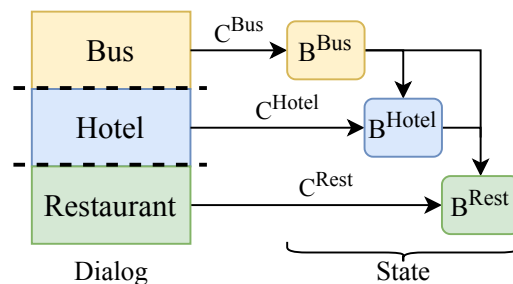 Bus C^Bus B^Bus
Hotel C^Hotel B^Hotel
Restaurant C^Rest B^Rest
Dialog State